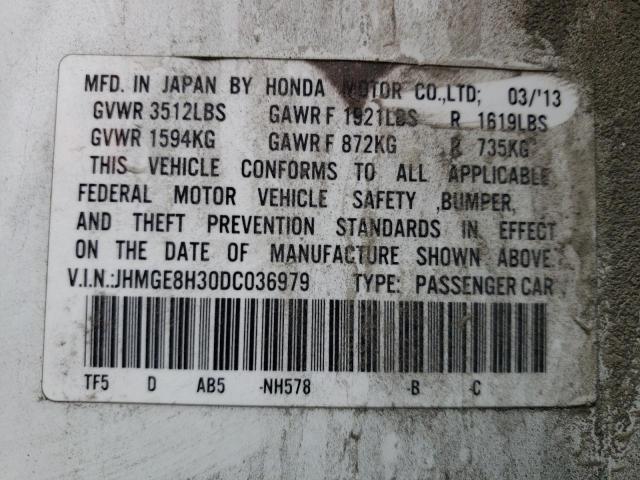 MFD. IN JAPAN BY HONDA MOTOR CO.,LTD; 03/'13
GVWR 3512LBS GAWR F 1921LBS R 1619LBS
GVWR 1594KG GAWR F 872KG R 735KG
THIS VEHICLE CONFORMS TO ALL APPLICABLE
FEDERAL MOTOR VEHICLE SAFETY ,BUMPER,
AND THEFT PREVENTION STANDARDS IN EFFECT
ON THE DATE OF MANUFACTURE SHOWN ABOVE.
V.I.N.:JHMGE8H30DC036979 TYPE: PASSENGER CAR
TF5 D AB5 -NH578 -B -C